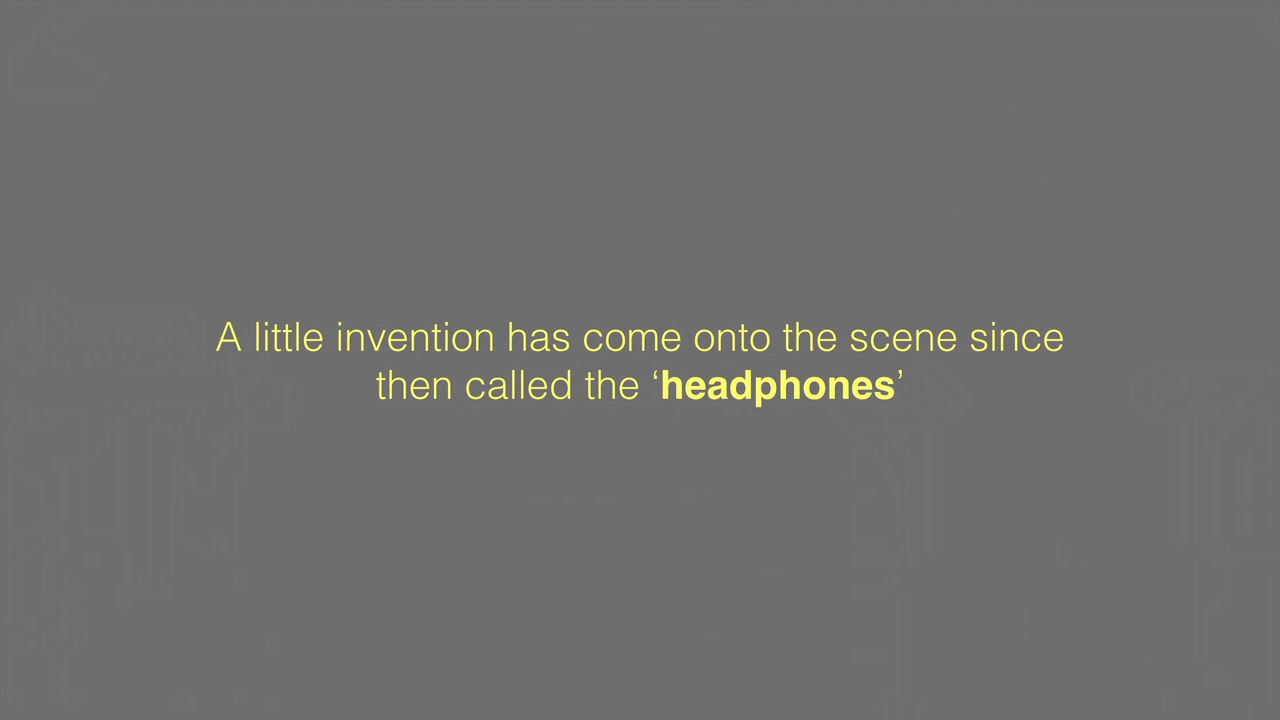 A little invention has come onto the scene since
then called the ‘headphones’